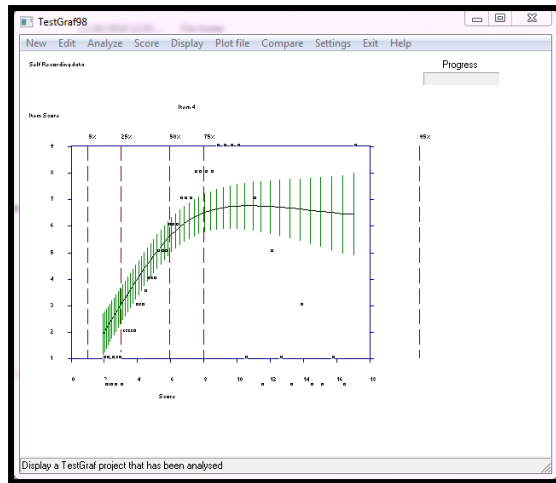 TestGraf98
New Edit Analyze Score Display Plot file Compare Settings Exit Help
Self Recording data
Progress
Item 4
Item Score
5% 25% 50% 75% 95%
9
8
7
6
5
4
3
2
1
0 2 4 6 8 10 12 14 16 18
Score
Display a TestGraf project that has been analysed